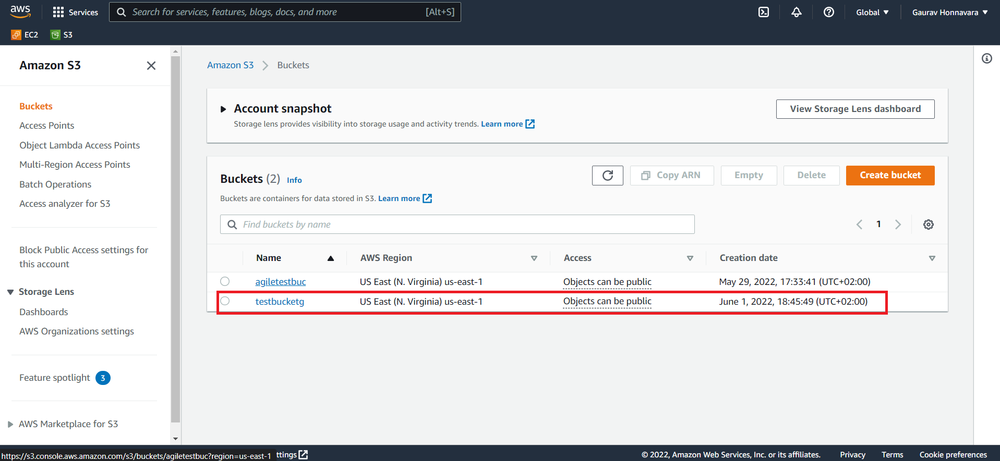 aws
Services
Search for services, features, blogs, docs, and more
[Alt+S]
Global
Gaurav Honnavara
EC2
S3
Amazon S3
Buckets
Access Points
Object Lambda Access Points
Multi-Region Access Points
Batch Operations
Access analyzer for S3
Block Public Access settings for
this account
Storage Lens
Dashboards
AWS Organizations settings
Feature spotlight 3
AWS Marketplace for S3
Amazon S3 Buckets
Account snapshot
Storage lens provides visibility into storage usage and activity trends. Learn more
View Storage Lens dashboard
Buckets (2) Info
Copy ARN
Empty
Delete
Create bucket
Buckets are containers for data stored in S3. Learn more
Find buckets by name
1
Name AWS Region Access Creation date
agiletestbuc US East (N. Virginia) us-east-1 Objects can be public May 29, 2022, 17:33:41 (UTC+02:00)
testbucketg US East (N. Virginia) us-east-1 Objects can be public June 1, 2022, 18:45:49 (UTC+02:00)
https://s3.console.aws.amazon.com/s3/buckets/agiletestbuc?region=us-east-1
ttings
© 2022, Amazon Web Services, Inc. or its affiliates.
Privacy
Terms
Cookie preferences